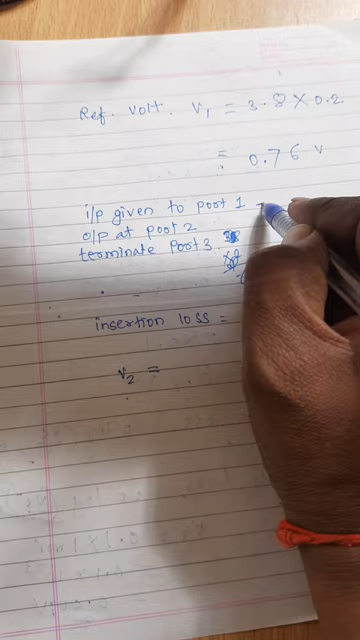 Ref. volt. V₁ = 3.8 × 0.2
= 0.76 V
i/p given to port 1 -
o/p at port 2
terminate port 3.
insertion loss =
V₂ =